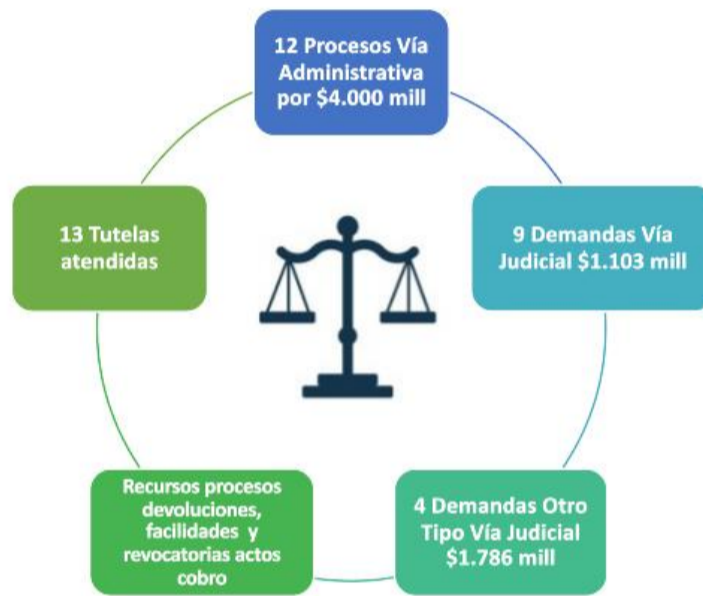 12 Procesos Vía
Administrativa
por $4.000 mill
9 Demandas Vía
Judicial $1.103 mill
4 Demandas Otro
Tipo Vía Judicial
$1.786 mill
Recursos procesos
devoluciones,
facilidades y
revocatorias actos
cobro
13 Tutelas
atendidas